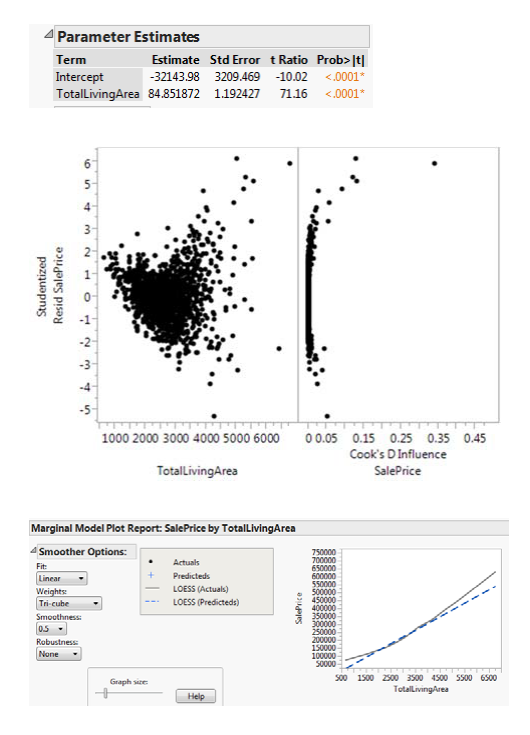 Parameter Estimates
Term Estimate Std Error t Ratio Prob>|t|
Intercept -32143.98 3209.469 -10.02 <.0001*
TotalLivingArea 84.851872 1.192427 71.16 <.0001*
6
5
4
3
2
1
0
-1
-2
-3
-4
-5
Studentized
Resid SalePrice
1000 2000 3000 4000 5000 6000
0 0.05 0.15 0.25 0.35 0.45
TotalLivingArea
Cook's D Influence
SalePrice
Marginal Model Plot Report: SalePrice by TotalLivingArea
Smoother Options:
Fit:
Linear
Weights:
Tri-cube
Smoothness:
0.5
Robustness:
None
Actuals
Predicteds
LOESS (Actuals)
LOESS (Predicteds)
Graph size:
Help
750000
700000
650000
600000
550000
500000
450000
400000
350000
300000
250000
200000
150000
100000
50000
SalePrice
500 1500 2500 3500 4500 5500 6500
TotalLivingArea